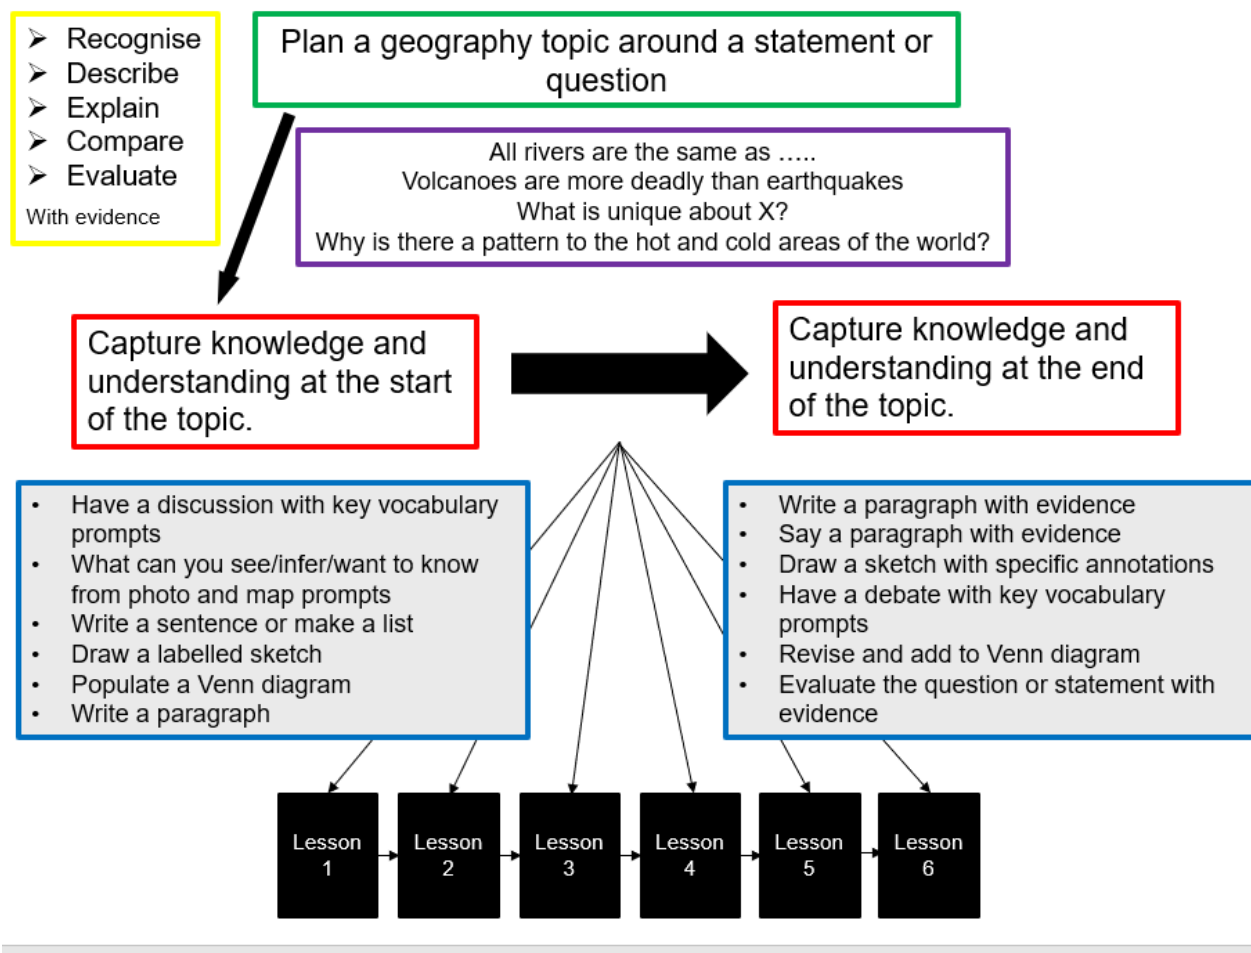 ➢ Recognise
➢ Describe
➢ Explain
➢ Compare
➢ Evaluate
With evidence
Plan a geography topic around a statement or
question
All rivers are the same as …..
Volcanoes are more deadly than earthquakes
What is unique about X?
Why is there a pattern to the hot and cold areas of the world?
Capture knowledge and
understanding at the start
of the topic.
Capture knowledge and
understanding at the end
of the topic.
• Have a discussion with key vocabulary
prompts
• What can you see/infer/want to know
from photo and map prompts
• Write a sentence or make a list
• Draw a labelled sketch
• Populate a Venn diagram
• Write a paragraph
• Write a paragraph with evidence
• Say a paragraph with evidence
• Draw a sketch with specific annotations
• Have a debate with key vocabulary
prompts
• Revise and add to Venn diagram
• Evaluate the question or statement with
evidence
Lesson
1
Lesson
2
Lesson
3
Lesson
4
Lesson
5
Lesson
6